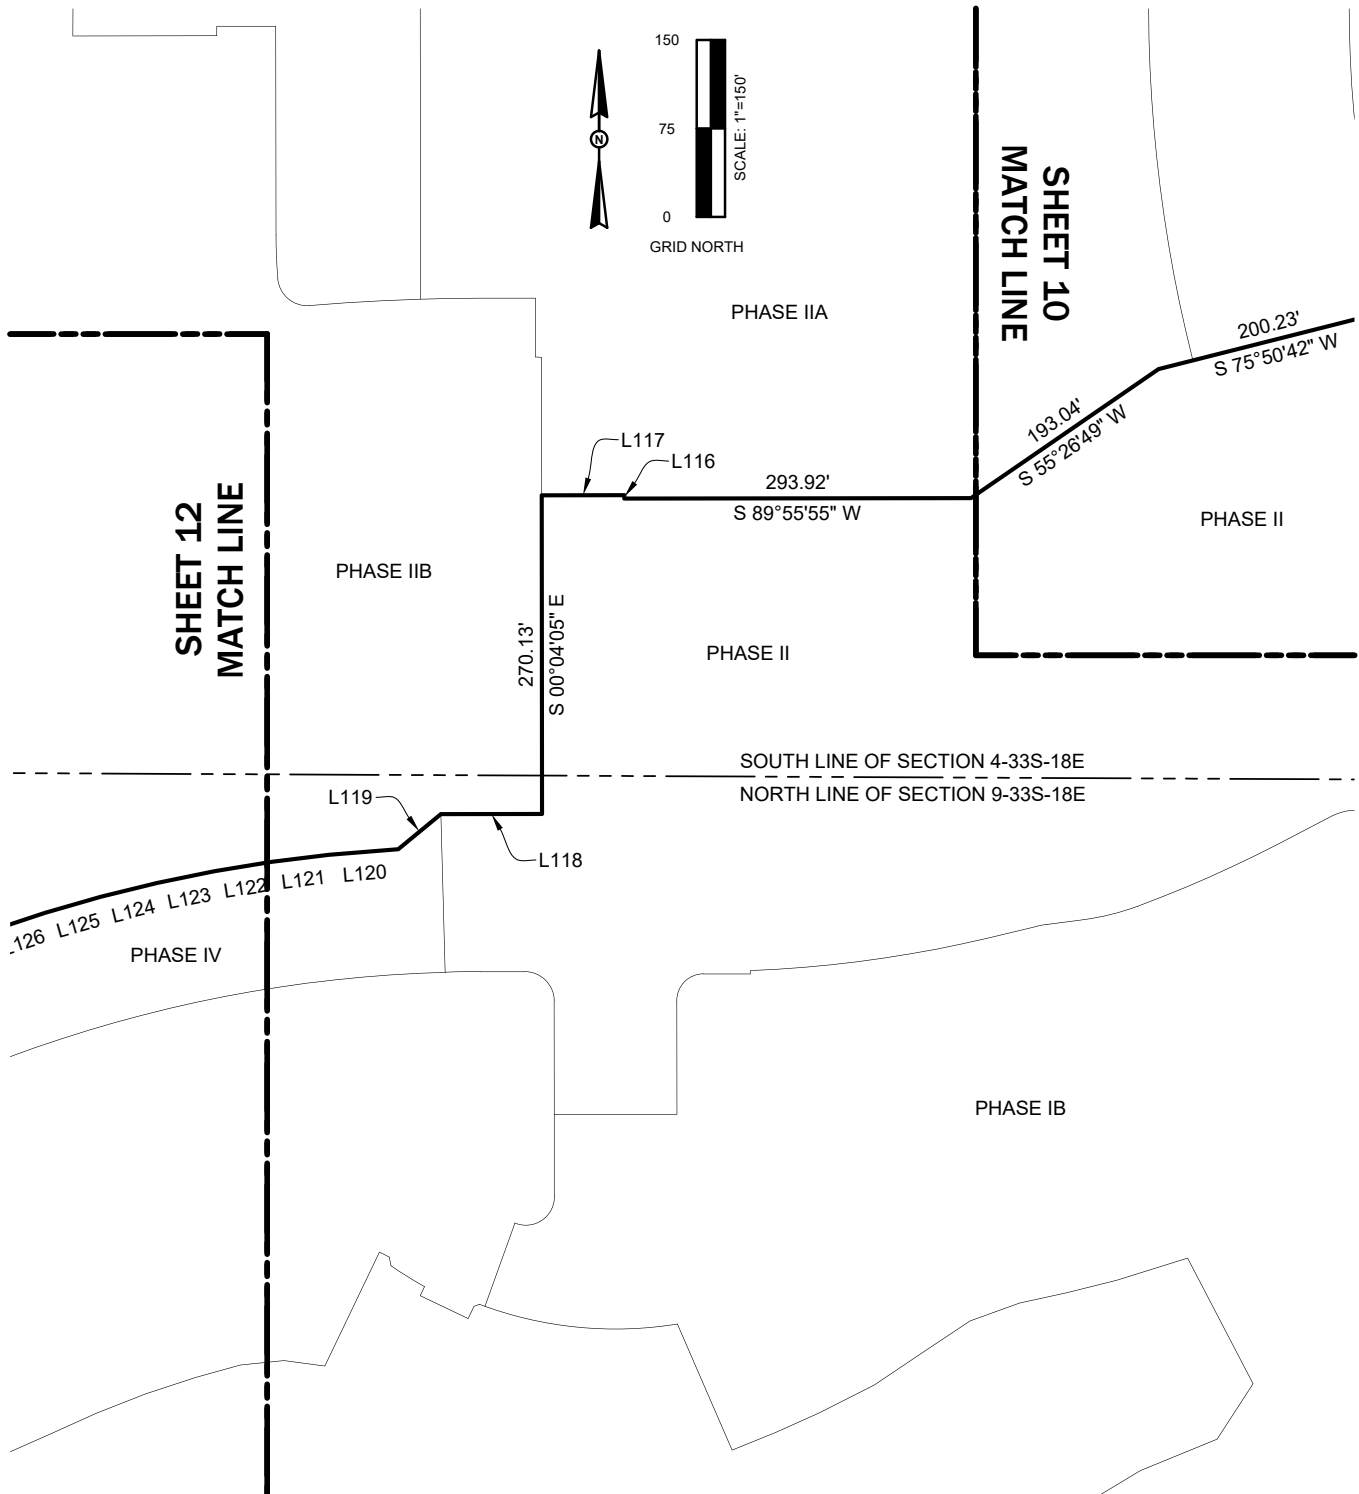 150
75
0
SCALE: 1"=150'
N
GRID NORTH
SHEET 10
MATCH LINE
PHASE IIA
200.23'
S 75°50'42" W
193.04'
S 55°26'49" W
L117
L116
293.92'
S 89°55'55" W
PHASE II
SHEET 12
MATCH LINE
PHASE IIB
270.13'
S 00°04'05" E
PHASE II
SOUTH LINE OF SECTION 4-33S-18E
NORTH LINE OF SECTION 9-33S-18E
L119
L118
L120
L121
L122
L123
L124
L125
L126
PHASE IV
PHASE IB